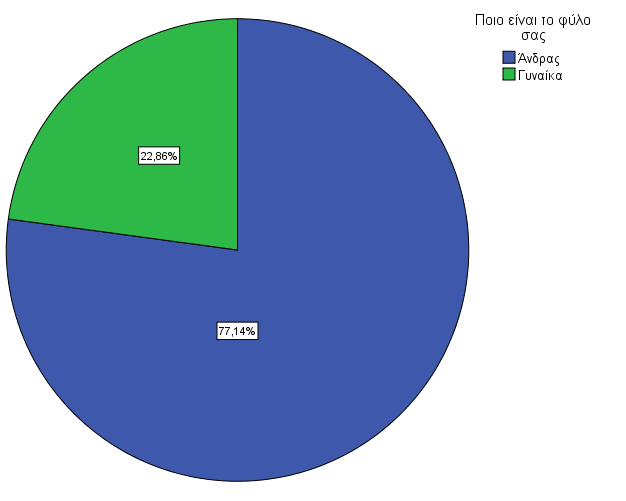 Ποιο είναι το φύλο
σας
Άνδρας
Γυναίκα
22,86%
77,14%